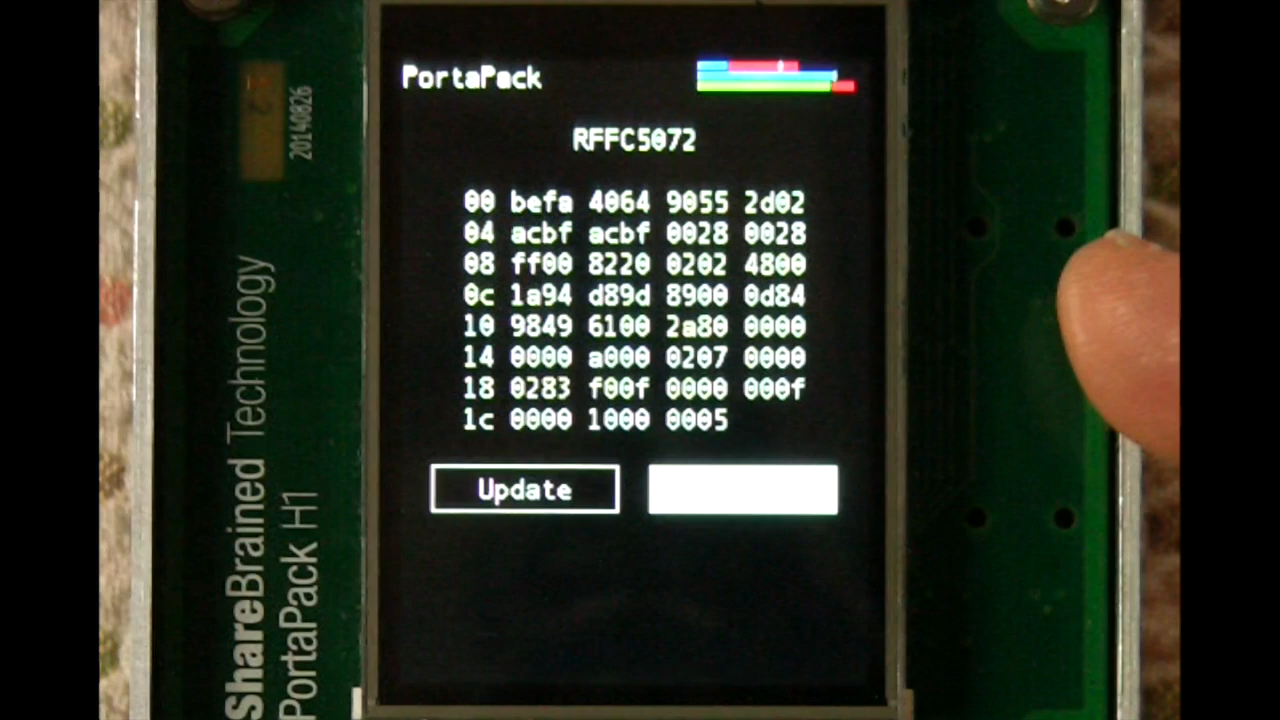 PortaPack
RFFC5072
00 befa 4064 9055 2d02
04 acbf acbf 0028 0028
08 ff00 8220 0202 4800
0c 1a94 d89d 8900 0d84
10 9849 6100 2a80 0000
14 0000 a000 0207 0000
18 0283 f00f 0000 000f
1c 0000 1000 0005
Update
20140826
ShareBrained Technology
PortaPack H1